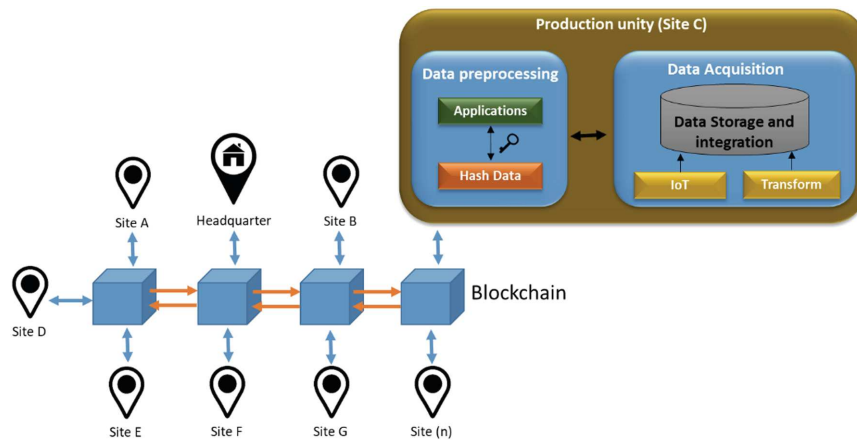 Production unity (Site C)
Data preprocessing
Applications
Hash Data
Data Acquisition
Data Storage and
integration
IoT
Transform
Site A
Headquarter
Site B
Site D
Blockchain
Site E
Site F
Site G
Site (n)